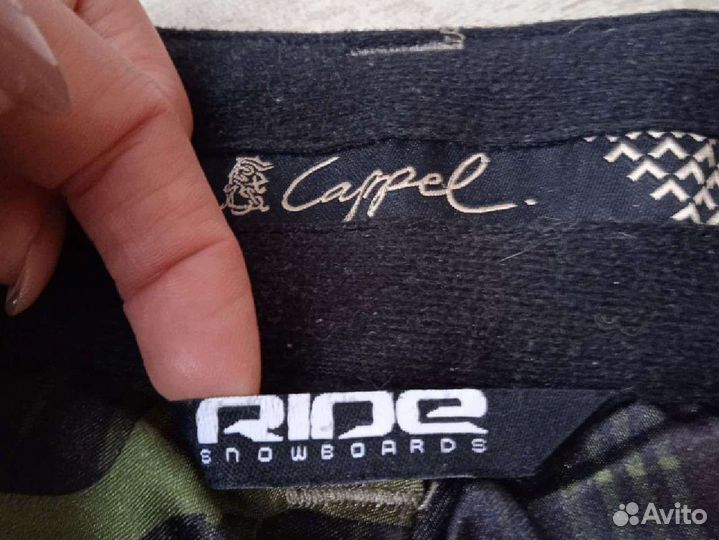 Cappel.
RIDE
SNOWBOARDS
Avito